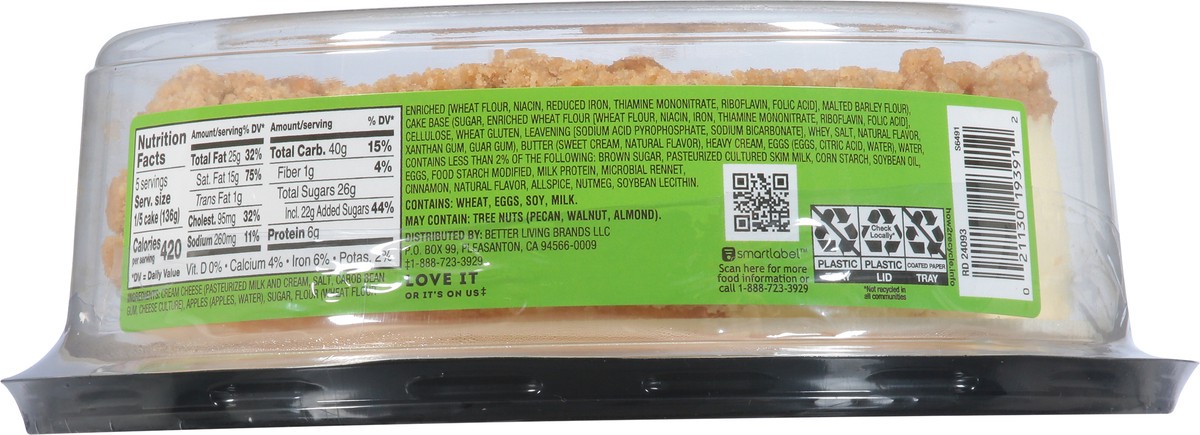 Nutrition Facts
5 servings
Serv. size
1/5 cake (136g)
Calories 420
per serving
*DV = Daily Value
Amount/serving % DV*
Total Fat 25g 32%
Sat. Fat 15g 75%
Trans Fat 1g
Cholest. 95mg 32%
Sodium 260mg 11%
Amount/serving % DV*
Total Carb. 40g 15%
Fiber 1g 4%
Total Sugars 26g
Incl. 22g Added Sugars 44%
Protein 6g
Vit. D 0% • Calcium 4% • Iron 6% • Potas. 2%
INGREDIENTS: CREAM CHEESE (PASTEURIZED MILK AND CREAM, SALT, CAROB BEAN
GUM, CHEESE CULTURE), APPLES (APPLES, WATER), SUGAR, FLOUR (WHEAT FLOUR
ENRICHED [WHEAT FLOUR, NIACIN, REDUCED IRON, THIAMINE MONONITRATE, RIBOFLAVIN, FOLIC ACID], MALTED BARLEY FLOUR)
CAKE BASE (SUGAR, ENRICHED WHEAT FLOUR [WHEAT FLOUR, NIACIN, IRON, THIAMINE MONONITRATE, RIBOFLAVIN, FOLIC ACID],
CELLULOSE, WHEAT GLUTEN, LEAVENING [SODIUM ACID PYROPHOSPHATE, SODIUM BICARBONATE], WHEY, SALT, NATURAL FLAVOR,
XANTHAN GUM, GUAR GUM), BUTTER (SWEET CREAM, NATURAL FLAVOR), HEAVY CREAM, EGGS (EGGS, CITRIC ACID, WATER), WATER,
CONTAINS LESS THAN 2% OF THE FOLLOWING: BROWN SUGAR, PASTEURIZED CULTURED SKIM MILK, CORN STARCH, SOYBEAN OIL,
EGGS, FOOD STARCH MODIFIED, MILK PROTEIN, MICROBIAL RENNET,
CINNAMON, NATURAL FLAVOR, ALLSPICE, NUTMEG, SOYBEAN LECITHIN.
CONTAINS: WHEAT, EGGS, SOY, MILK.
MAY CONTAIN: TREE NUTS (PECAN, WALNUT, ALMOND).
DISTRIBUTED BY: BETTER LIVING BRANDS LLC
P.O. BOX 99, PLEASANTON, CA 94566-0009
‡1-888-723-3929
LOVE IT
OR IT'S ON US‡
smartlabel™
Scan here for more
food information or
call 1-888-723-3929
Check
Locally*
PLASTIC
PLASTIC
LID
*Not recycled in
all communities
COATED PAPER
TRAY
how2recycle.info
RD 24093
S6491
0 21130 19391 2